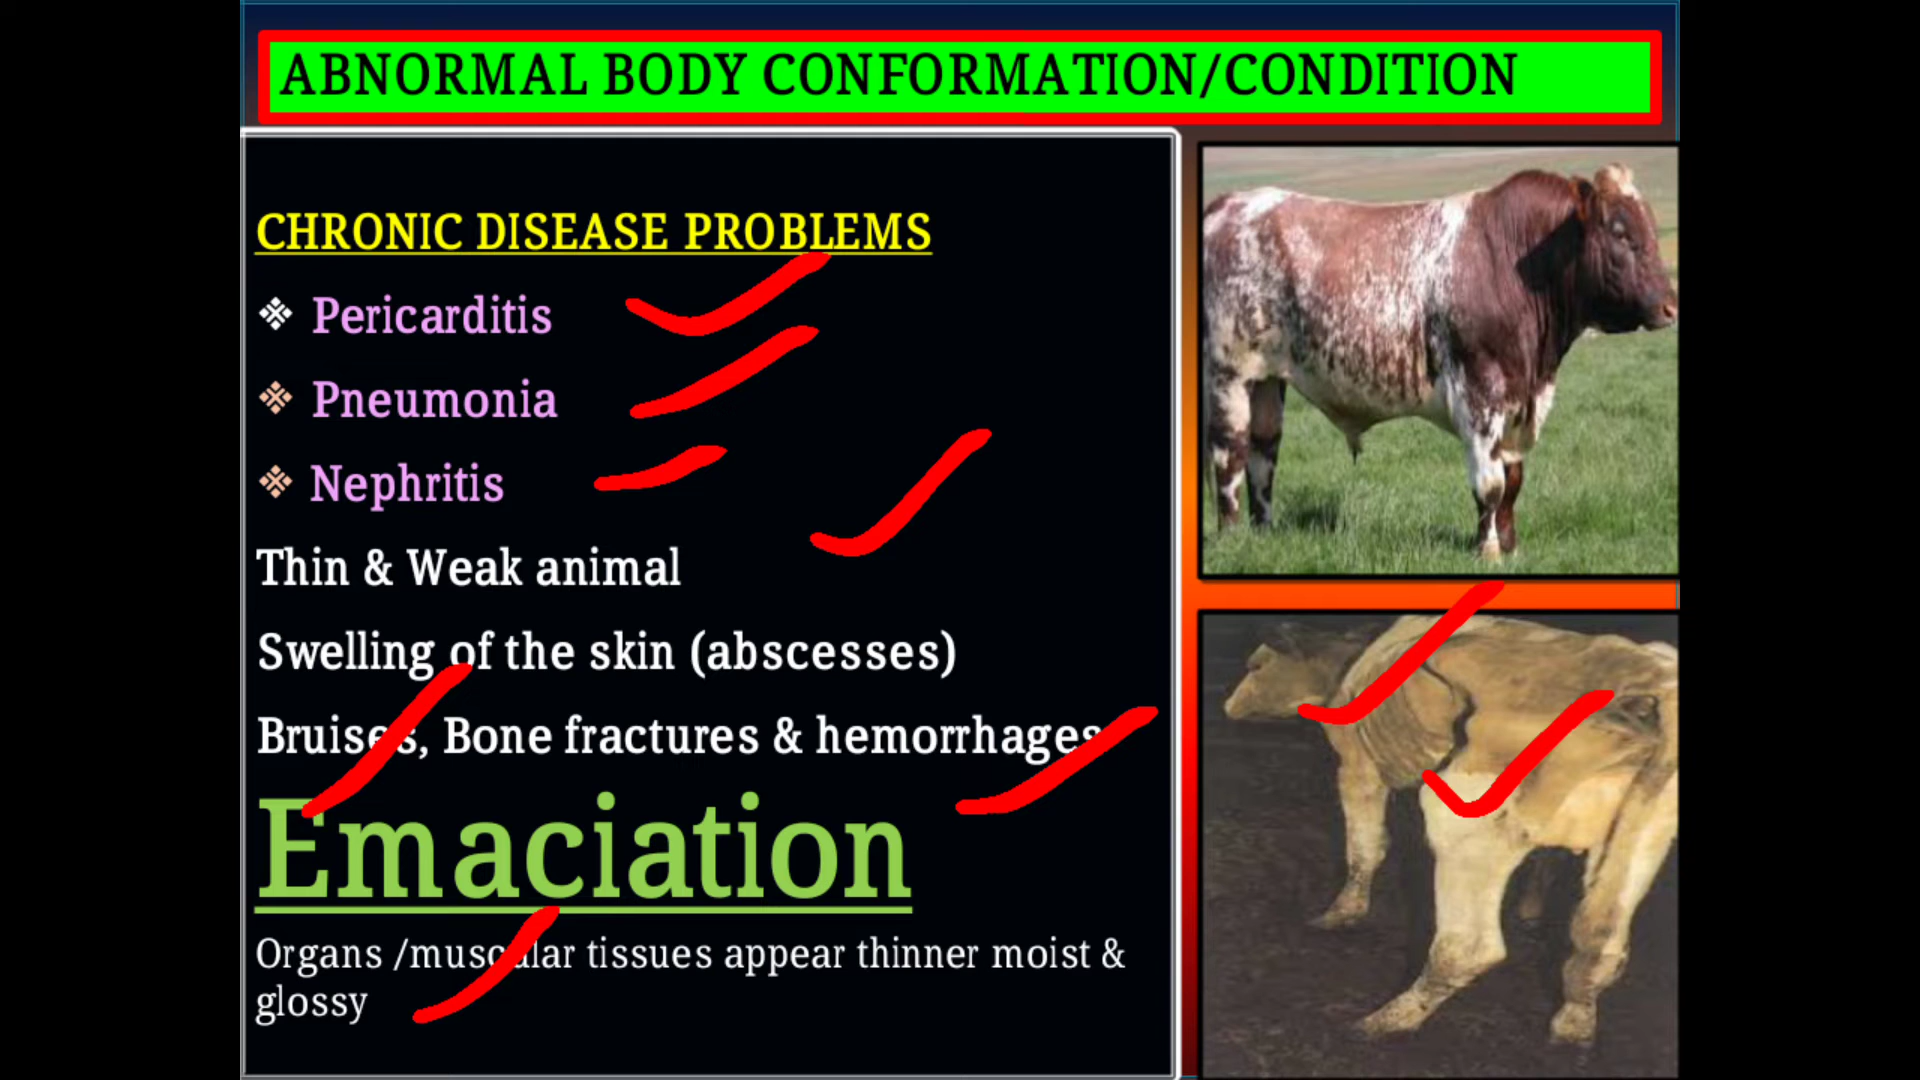 ABNORMAL BODY CONFORMATION/CONDITION
CHRONIC DISEASE PROBLEMS
Pericarditis
Pneumonia
Nephritis
Thin & Weak animal
Swelling of the skin (abscesses)
Bruises, Bone fractures & hemorrhages
Emaciation
Organs /muscular tissues appear thinner moist &
glossy